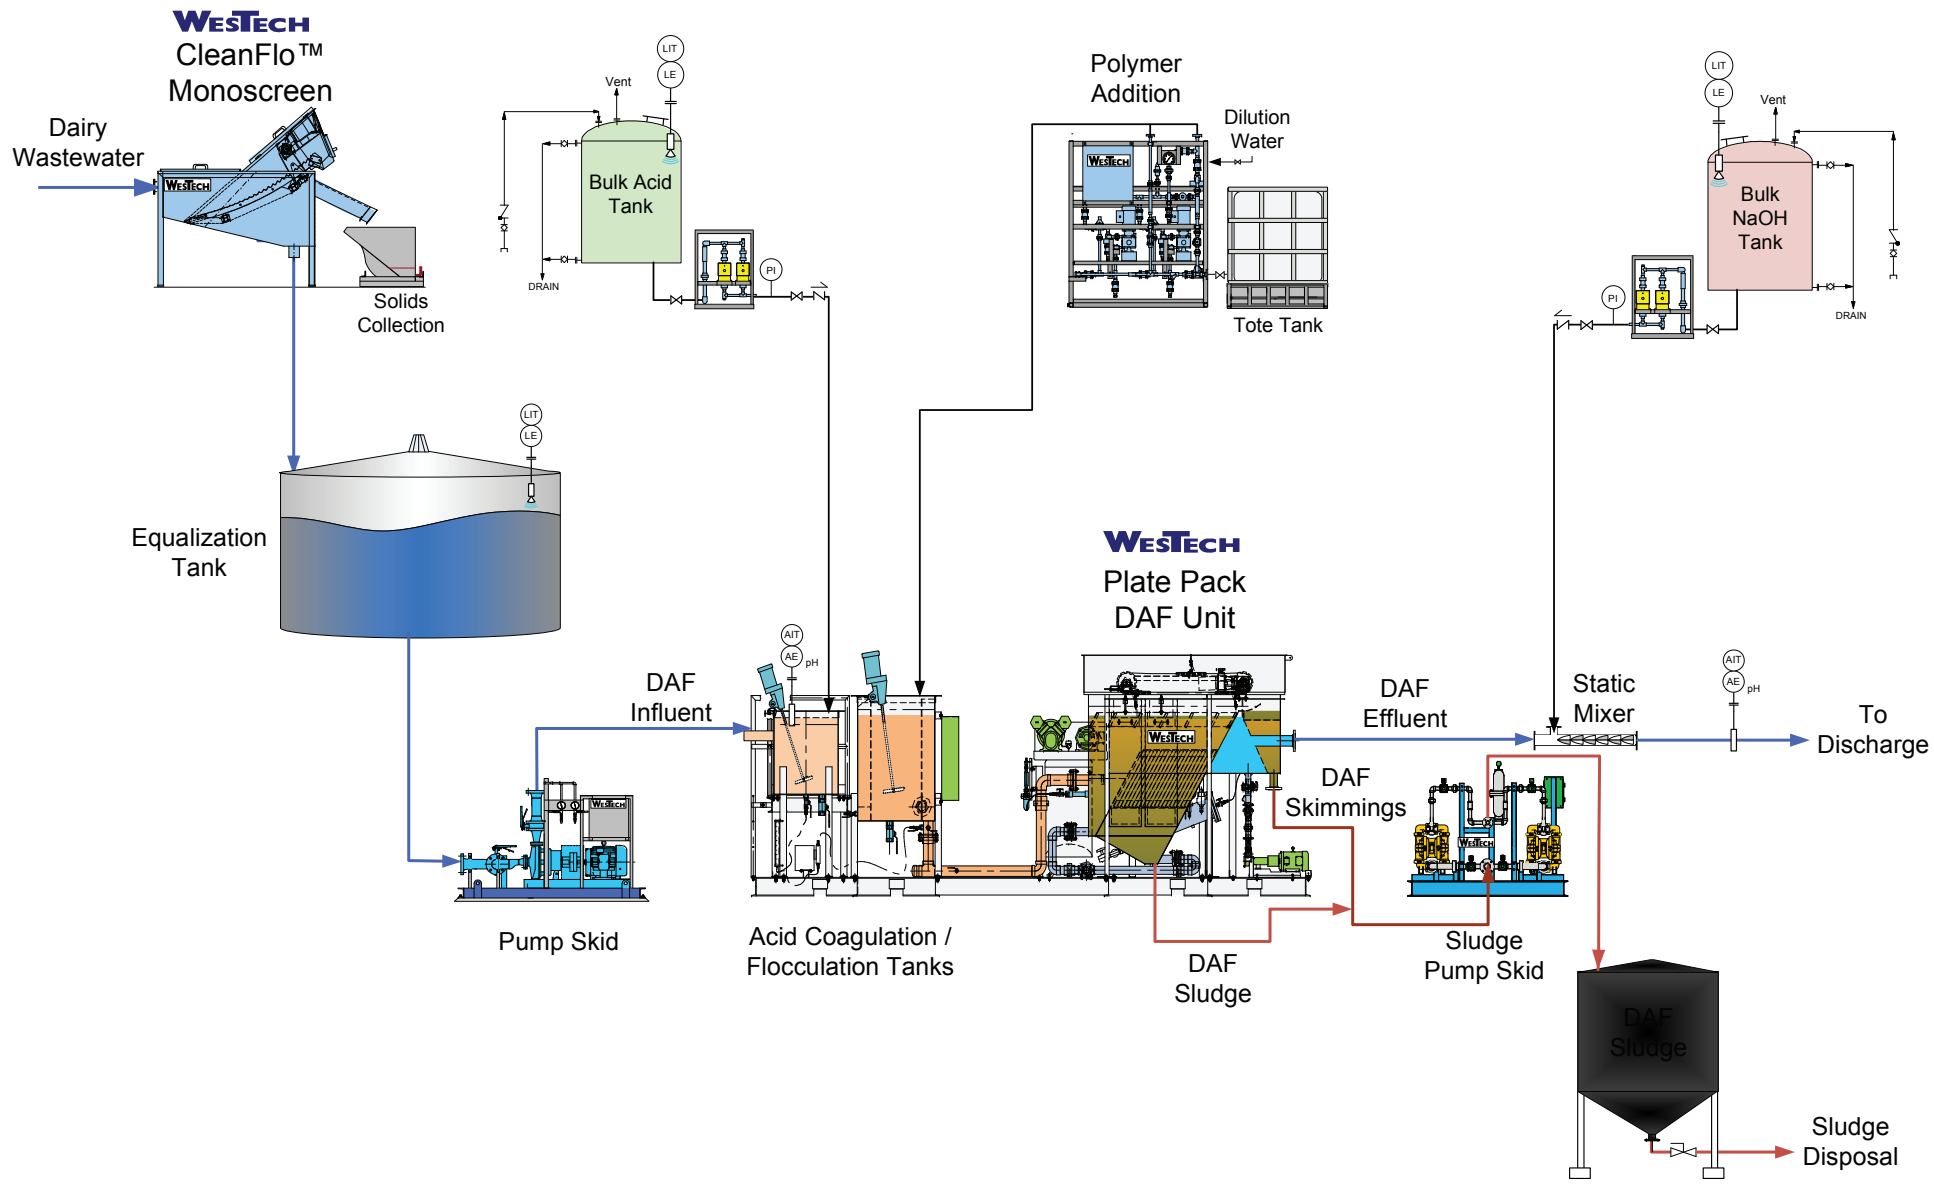 WESTECH
CleanFlo™
Monoscreen
Dairy
Wastewater
WESTECH
Solids
Collection
LIT
LE
Vent
Bulk Acid
Tank
DRAIN
PI
Polymer
Addition
Dilution
Water
WESTECH
Tote Tank
LIT
LE
Vent
Bulk
NaOH
Tank
DRAIN
PI
LIT
LE
Equalization
Tank
WESTECH
Plate Pack
DAF Unit
AIT
AE
pH
DAF
Influent
WESTECH
DAF
Effluent
Static
Mixer
AIT
AE
pH
To
Discharge
DAF
Skimmings
WESTECH
WESTECH
Pump Skid
Acid Coagulation /
Flocculation Tanks
DAF
Sludge
Sludge
Pump Skid
DAF
Sludge
Sludge
Disposal